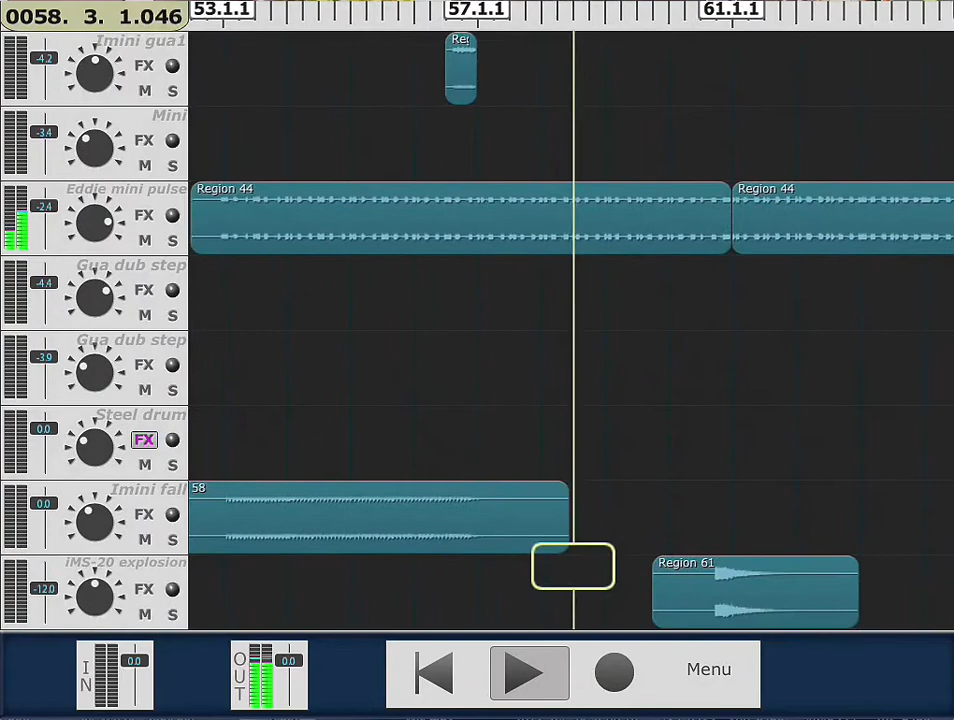 0058. 3. 1.046
53.1.1 57.1.1 61.1.1
Imini gua1
-4.2 FX
M S
Reg
Mini
-3.4 FX
M S
Eddie mini pulse
-2.4 FX
M S
Region 44 Region 44
Gua dub step
-4.4 FX
M S
Gua dub step
-3.9 FX
M S
Steel drum
0.0 FX
M S
Imini fall
0.0 FX
M S
58
iMS-20 explosion
-12.0 FX
M S
Region 61
IN 0.0 OUT 0.0 Menu